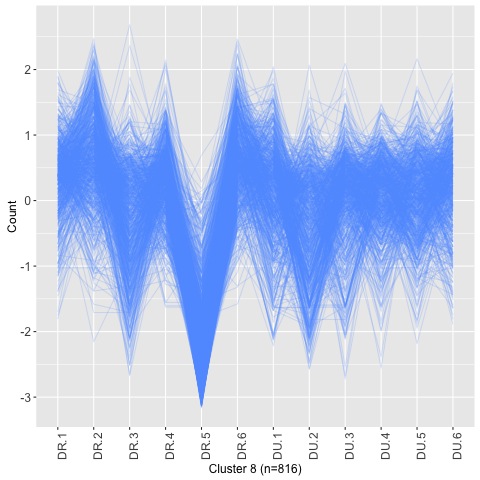 2
1
0
-1
-2
-3
Count
DR.1
DR.2
DR.3
DR.4
DR.5
DR.6
DU.1
DU.2
DU.3
DU.4
DU.5
DU.6
Cluster 8 (n=816)